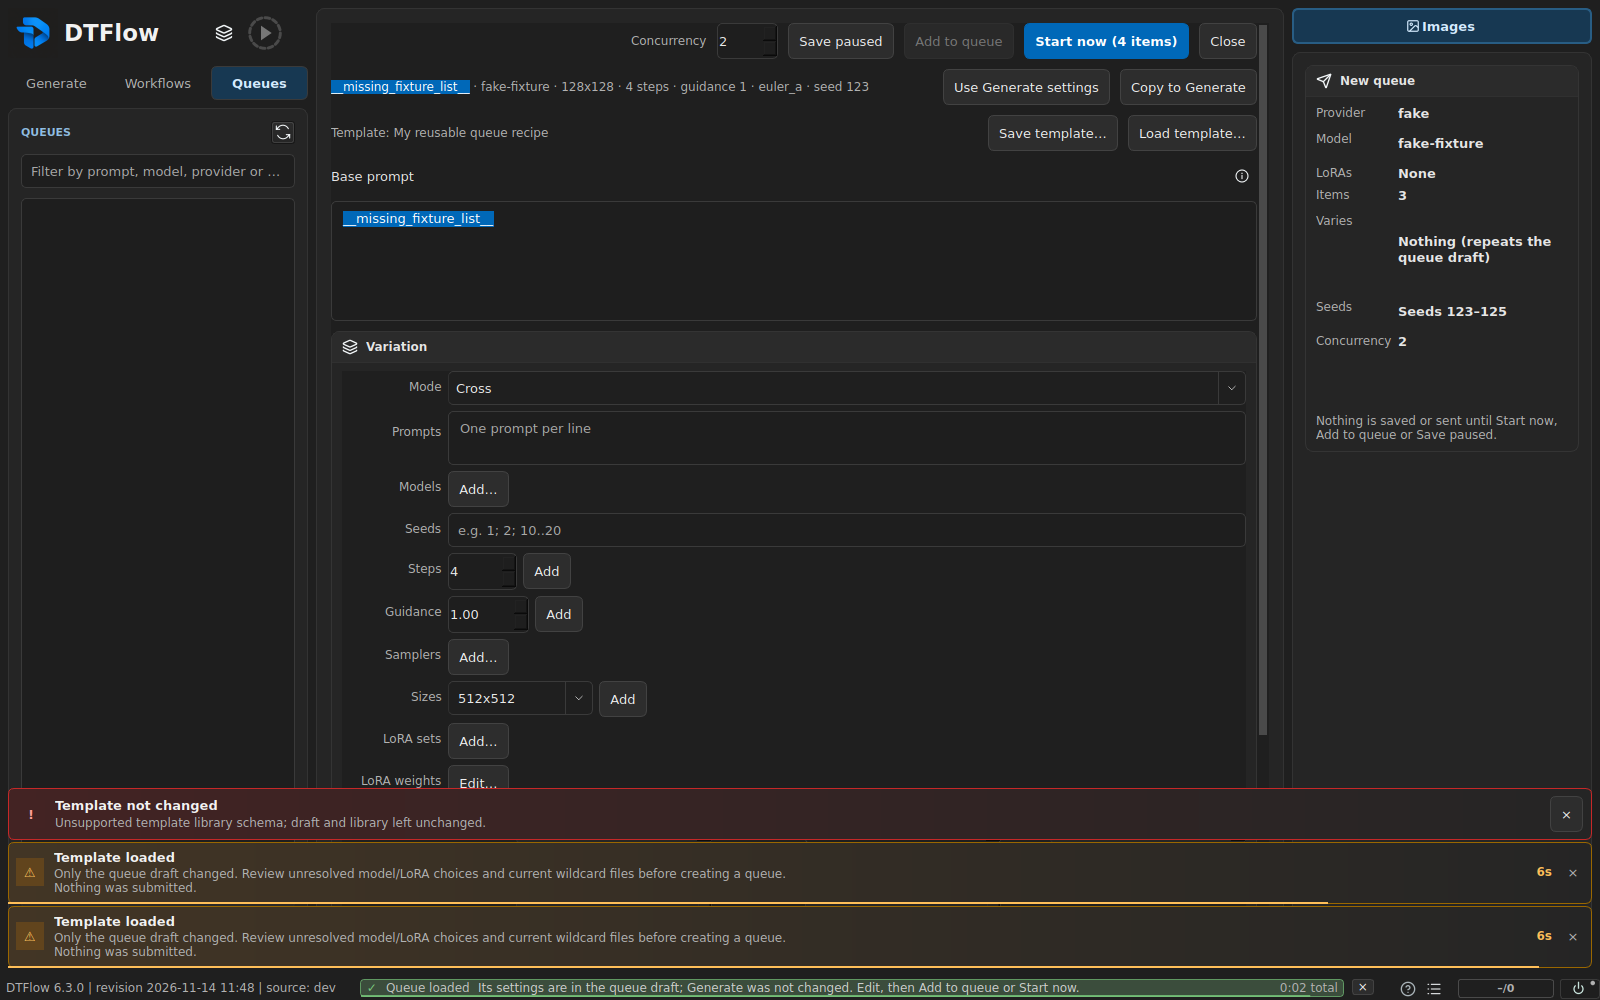 DTFlow
Generate Workflows Queues
QUEUES
Filter by prompt, model, provider or ...
Concurrency 2 Save paused Add to queue Start now (4 items) Close
__missing_fixture_list__ · fake-fixture · 128x128 · 4 steps · guidance 1 · euler_a · seed 123 Use Generate settings Copy to Generate
Template: My reusable queue recipe Save template... Load template...
Base prompt
__missing_fixture_list__
Variation
Mode Cross
Prompts One prompt per line
Models Add...
Seeds e.g. 1; 2; 10..20
Steps 4 Add
Guidance 1.00 Add
Samplers Add...
Sizes 512x512 Add
LoRA sets Add...
LoRA weights Edit...
Images
New queue
Provider fake
Model fake-fixture
LoRAs None
Items 3
Varies
Nothing (repeats the
queue draft)
Seeds Seeds 123–125
Concurrency 2
Nothing is saved or sent until Start now,
Add to queue or Save paused.
! Template not changed
Unsupported template library schema; draft and library left unchanged. ×
⚠ Template loaded
Only the queue draft changed. Review unresolved model/LoRA choices and current wildcard files before creating a queue. 6s ×
Nothing was submitted.
⚠ Template loaded
Only the queue draft changed. Review unresolved model/LoRA choices and current wildcard files before creating a queue. 6s ×
Nothing was submitted.
DTFlow 6.3.0 | revision 2026-11-14 11:48 | source: dev ✓ Queue loaded Its settings are in the queue draft; Generate was not changed. Edit, then Add to queue or Start now. 0:02 total × –/0